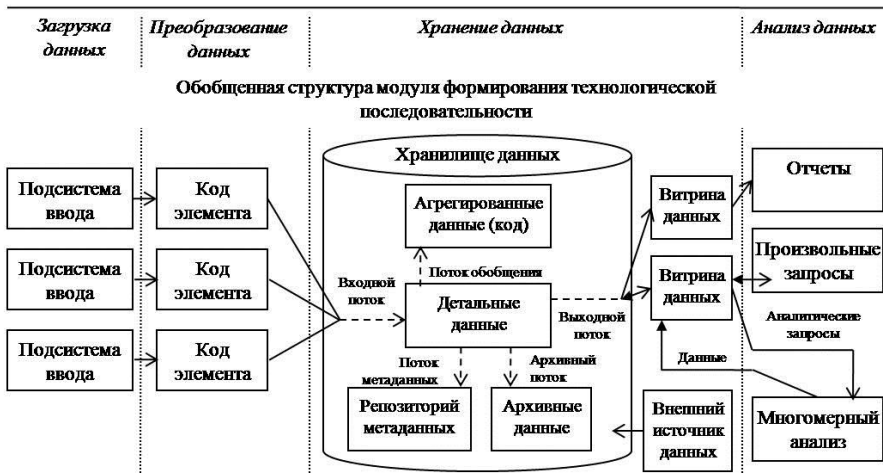 Загрузка
данных
Преобразование
данных
Хранение данных
Анализ данных
Обобщенная структура модуля формирования технологической
последовательности
Подсистема
ввода
Код
элемента
Подсистема
ввода
Код
элемента
Подсистема
ввода
Код
элемента
Входной
поток
Хранилище данных
Агрегированные
данные (код)
Поток обобщения
Детальные
данные
Выходной
поток
Поток
метаданных
Архивный
поток
Репозиторий
метаданных
Архивные
данные
Витрина
данных
Витрина
данных
Данные
Внешний
источник
данных
Отчеты
Произвольные
запросы
Аналитические
запросы
Многомерный
анализ